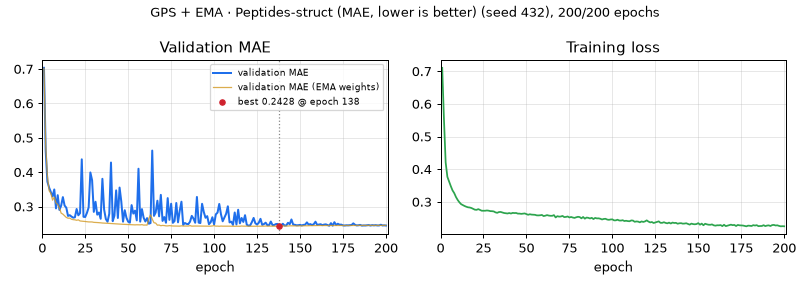 GPS + EMA · Peptides-struct (MAE, lower is better) (seed 432), 200/200 epochs
Validation MAE
0.7
0.6
0.5
0.4
0.3
validation MAE
validation MAE (EMA weights)
best 0.2428 @ epoch 138
0 25 50 75 100 125 150 175 200
epoch
Training loss
0.7
0.6
0.5
0.4
0.3
0 25 50 75 100 125 150 175 200
epoch